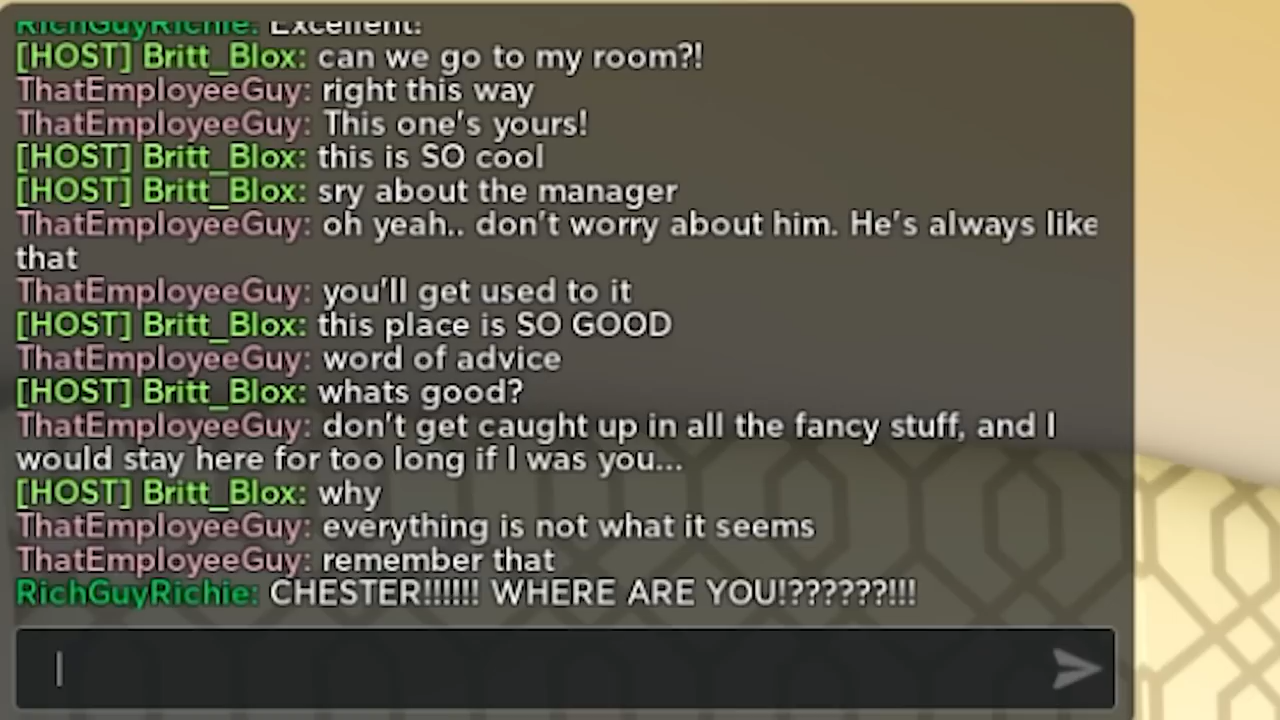 RichGuyRichie: Excellent!
[HOST] Britt_Blox: can we go to my room?!
ThatEmployeeGuy: right this way
ThatEmployeeGuy: This one's yours!
[HOST] Britt_Blox: this is SO cool
[HOST] Britt_Blox: sry about the manager
ThatEmployeeGuy: oh yeah.. don't worry about him. He's always like
that
ThatEmployeeGuy: you'll get used to it
[HOST] Britt_Blox: this place is SO GOOD
ThatEmployeeGuy: word of advice
[HOST] Britt_Blox: whats good?
ThatEmployeeGuy: don't get caught up in all the fancy stuff, and I
would stay here for too long if I was you...
[HOST] Britt_Blox: why
ThatEmployeeGuy: everything is not what it seems
ThatEmployeeGuy: remember that
RichGuyRichie: CHESTER!!!!!! WHERE ARE YOU!??????!!!